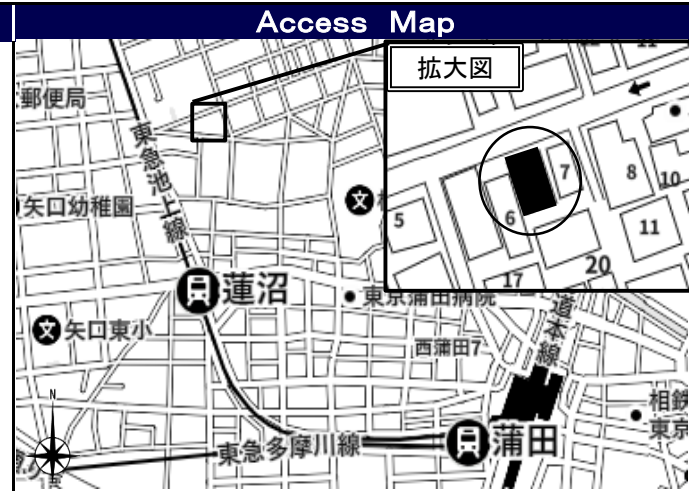 Access Map
拡大図
11
郵便局
東急池上線
矢口幼稚園
7
8
10
5
6
11
17
20
蓮沼
東京蒲田病院
道本線
矢口東小
西蒲田7
N
相鉄
東京
東急多摩川線
蒲田